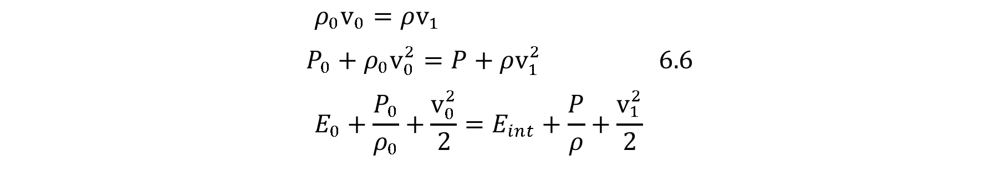 ρ₀v₀ = ρv₁
P₀ + ρ₀v₀² = P + ρv₁² 6.6
E₀ + P₀/ρ₀ + v₀²/2 = E_int + P/ρ + v₁²/2